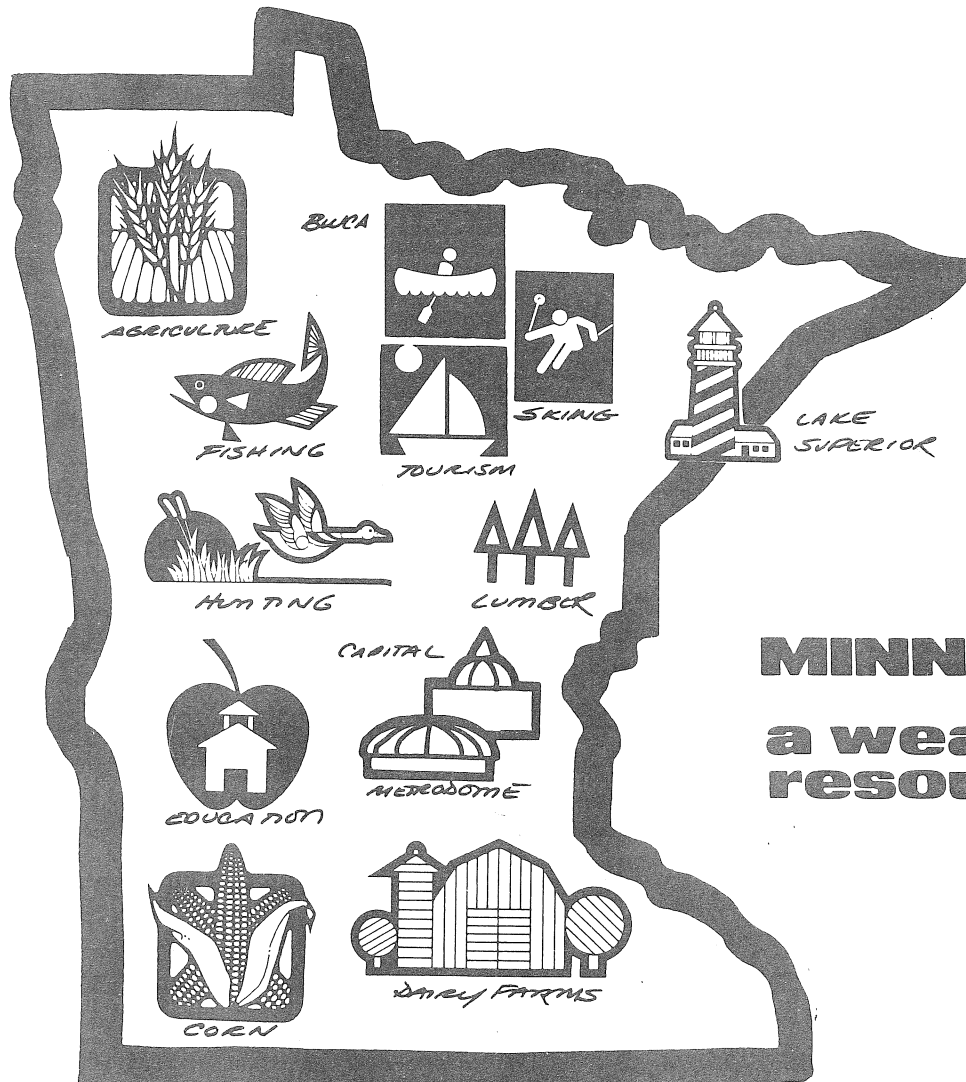 BWCA
AGRICULTURE
SKIING
LAKE
SUPERIOR
FISHING
TOURISM
HUNTING
LUMBER
MINN
CAPITAL
a wea
resou
METRODOME
EDUCATION
DAIRY FARMS
CORN